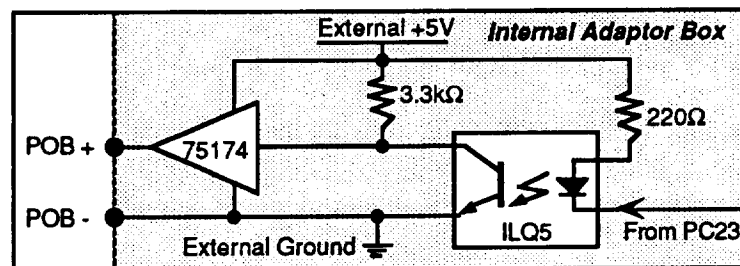 External +5V
Internal Adaptor Box
3.3kΩ
220Ω
POB +
75174
POB -
ILQ5
External Ground
From PC23